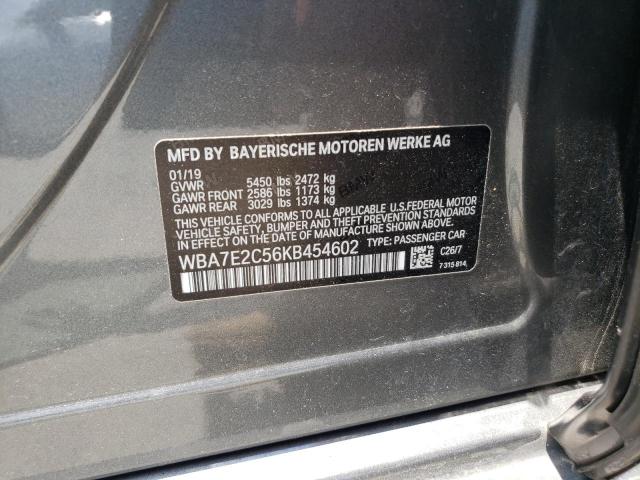 MFD BY BAYERISCHE MOTOREN WERKE AG
01/19
GVWR 5450 lbs 2472 kg
GAWR FRONT 2586 lbs 1173 kg
GAWR REAR 3029 lbs 1374 kg
THIS VEHICLE CONFORMS TO ALL APPLICABLE U.S.FEDERAL MOTOR
VEHICLE SAFETY, BUMPER AND THEFT PREVENTION STANDARDS
IN EFFECT ON THE DATE OF MANUFACTURE SHOWN ABOVE.
WBA7E2C56KB454602 TYPE: PASSENGER CAR
C26/7
7 315 814